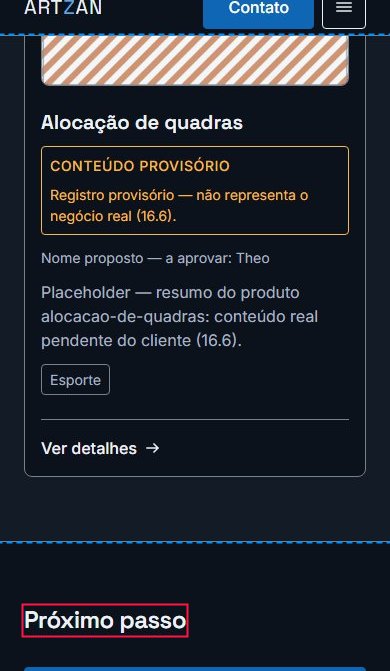 ARTZAN
Contato
Alocação de quadras
CONTEÚDO PROVISÓRIO
Registro provisório — não representa o
negócio real (16.6).
Nome proposto — a aprovar: Theo
Placeholder — resumo do produto
alocacao-de-quadras: conteúdo real
pendente do cliente (16.6).
Esporte
Ver detalhes →
Próximo passo